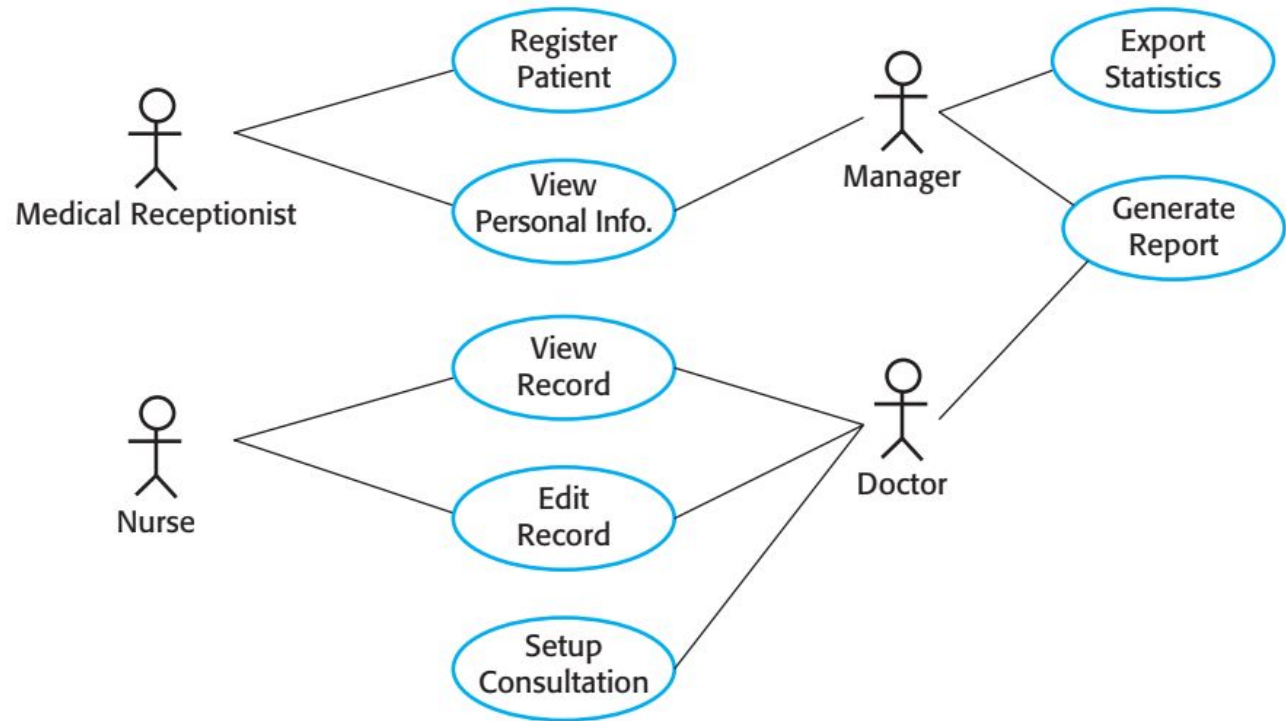 Register
Patient
Export
Statistics
Medical Receptionist
View
Personal Info.
Manager
Generate
Report
View
Record
Nurse
Edit
Record
Doctor
Setup
Consultation